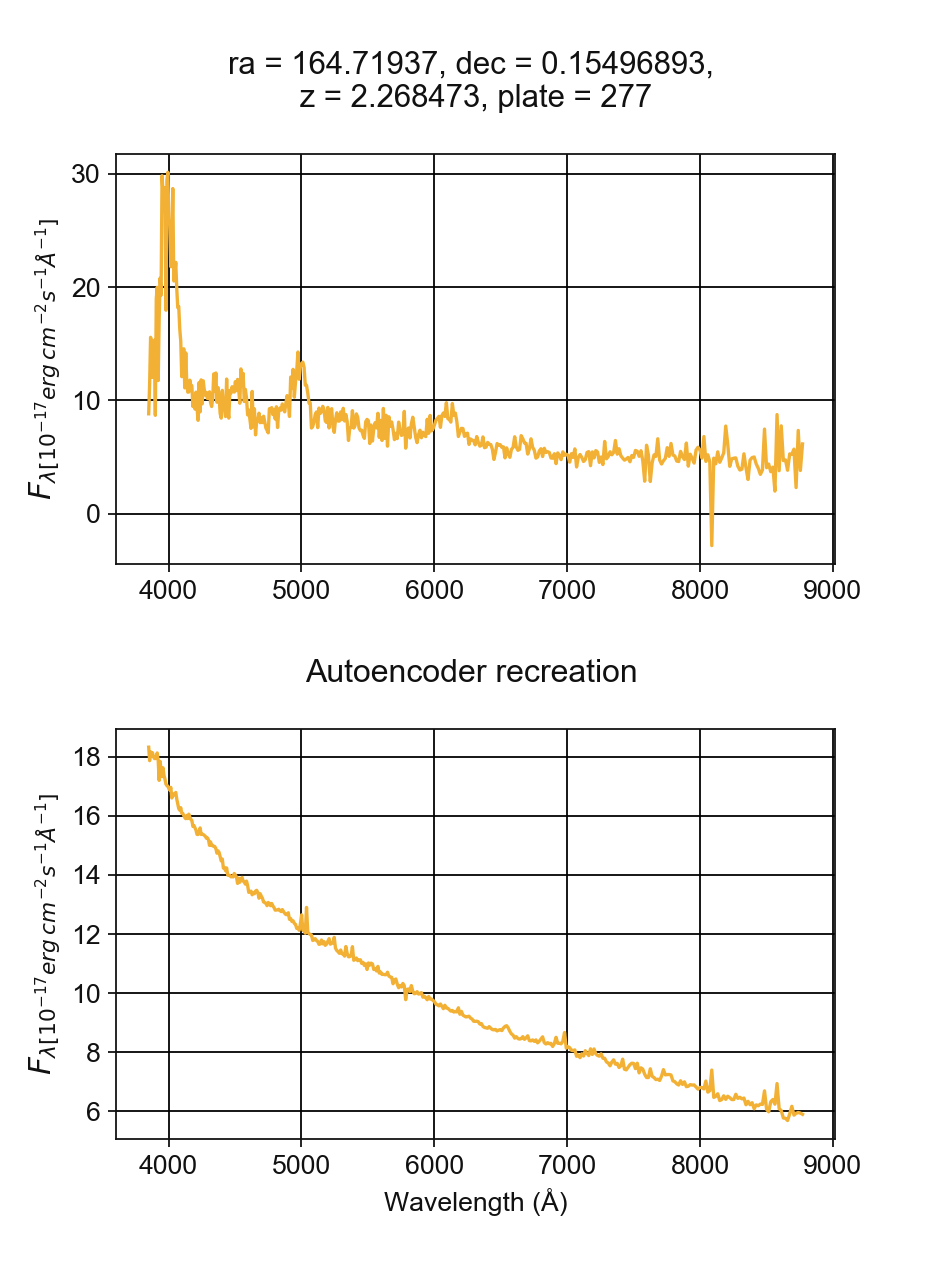 ra = 164.71937, dec = 0.15496893,
z = 2.268473, plate = 277
30
20
10
0
F_λ[10^−17 erg cm^−2 s^−1 Å^−1]
4000 5000 6000 7000 8000 9000
Autoencoder recreation
18
16
14
12
10
8
6
F_λ[10^−17 erg cm^−2 s^−1 Å^−1]
4000 5000 6000 7000 8000 9000
Wavelength (Å)